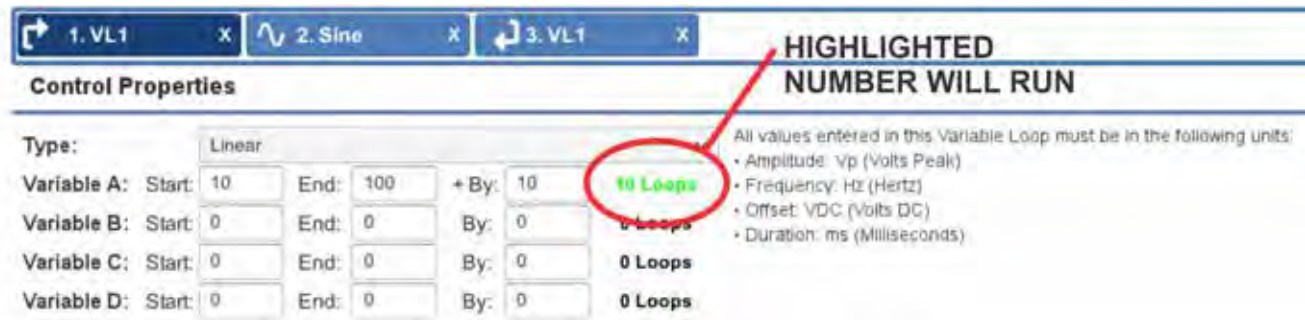 1. VL1 X 2. Sine X 3. VL1 X
HIGHLIGHTED
NUMBER WILL RUN
Control Properties
Type: Linear
Variable A: Start: 10 End: 100 + By: 10 10 Loops
Variable B: Start: 0 End: 0 By: 0 0 Loops
Variable C: Start: 0 End: 0 By: 0 0 Loops
Variable D: Start: 0 End: 0 By: 0 0 Loops
All values entered in this Variable Loop must be in the following units:
• Amplitude: Vp (Volts Peak)
• Frequency: Hz (Hertz)
• Offset: VDC (Volts DC)
• Duration: ms (Milliseconds)